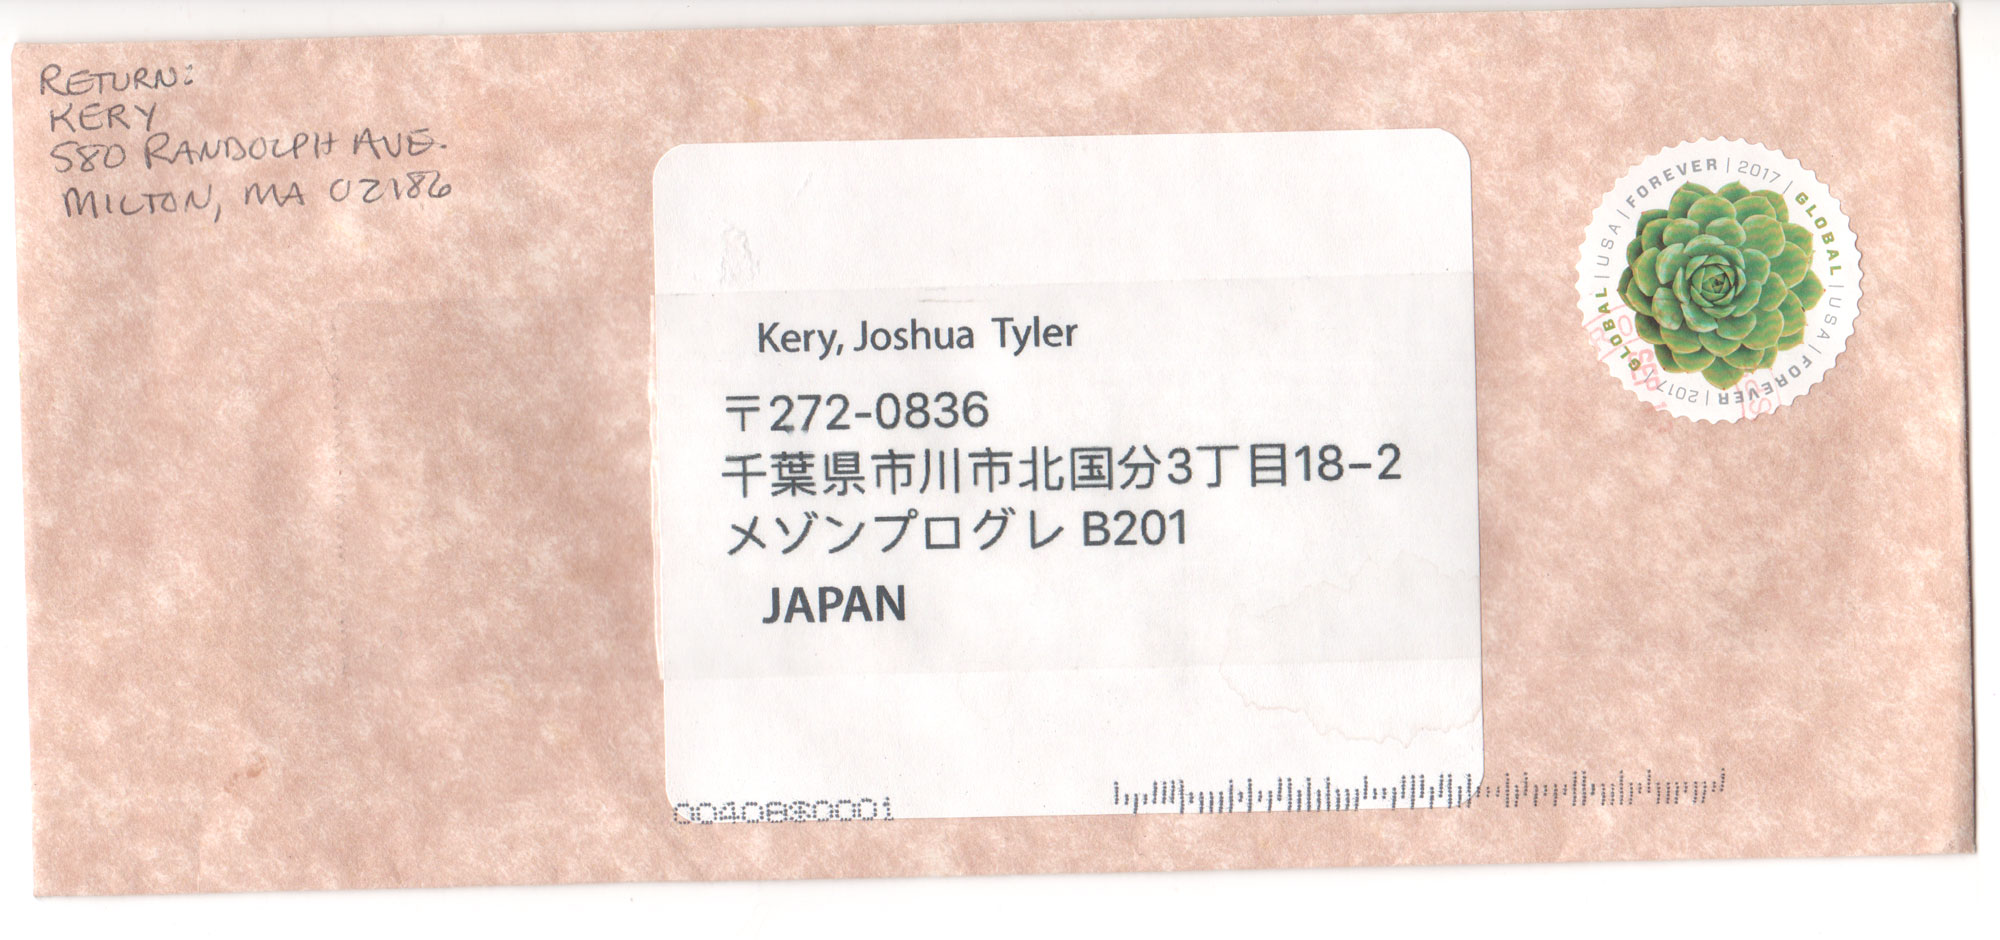 RETURN:
KERY
580 RANDOLPH AVE.
MILTON, MA 02186
FOREVER | 2017 | GLOBAL | USA | FOREVER | 2017 | GLOBAL | USA |
Kery, Joshua Tyler
〒272-0836
千葉県市川市北国分3丁目18−2
メゾンプログレ B201
JAPAN
00408$0001